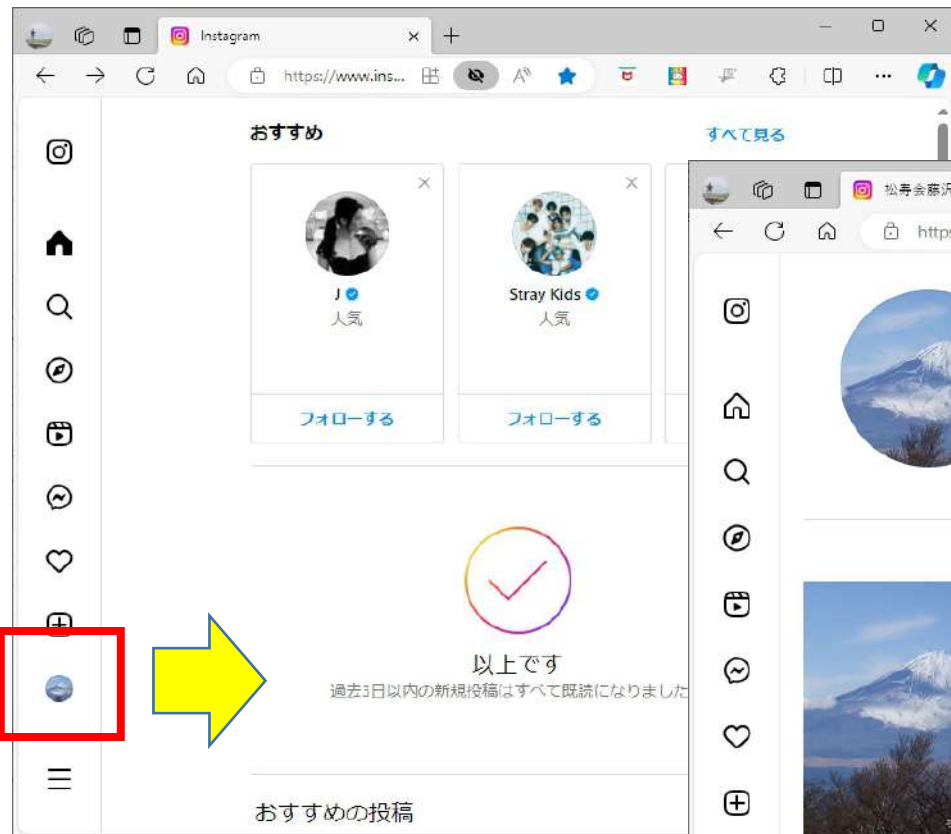 Instagram
https://www.ins...
おすすめ
すべて見る
J
人気
フォローする
Stray Kids
人気
フォローする
以上です
過去3日以内の新規投稿はすべて既読になりました
おすすめの投稿
松寿会藤沢
https